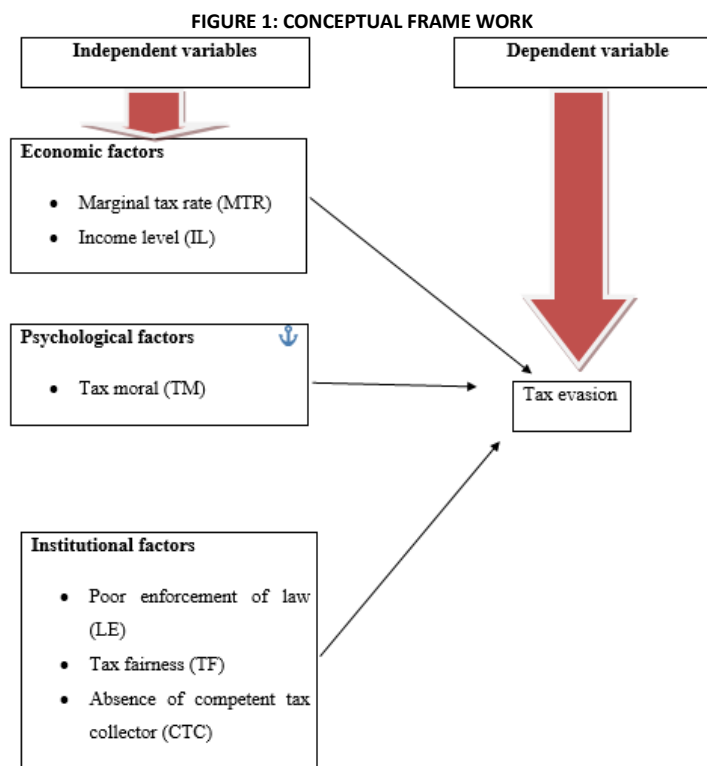 FIGURE 1: CONCEPTUAL FRAME WORK
Independent variables
Dependent variable
Economic factors
• Marginal tax rate (MTR)
• Income level (IL)
Psychological factors
• Tax moral (TM)
Tax evasion
Institutional factors
• Poor enforcement of law
(LE)
• Tax fairness (TF)
• Absence of competent tax
collector (CTC)